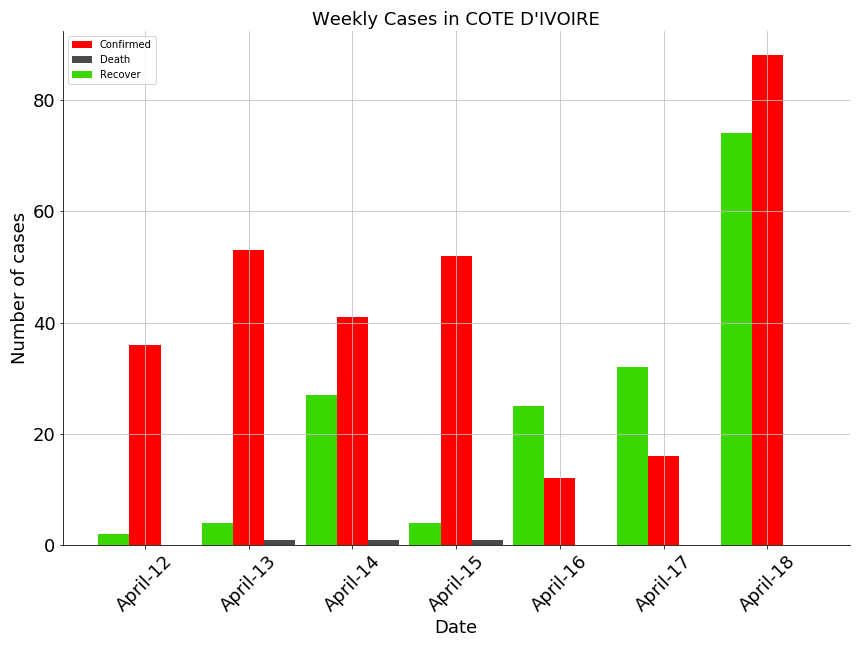 Weekly Cases in COTE D'IVOIRE
Confirmed
Death
Recover
Number of cases
80
60
40
20
0
April-12
April-13
April-14
April-15
April-16
April-17
April-18
Date